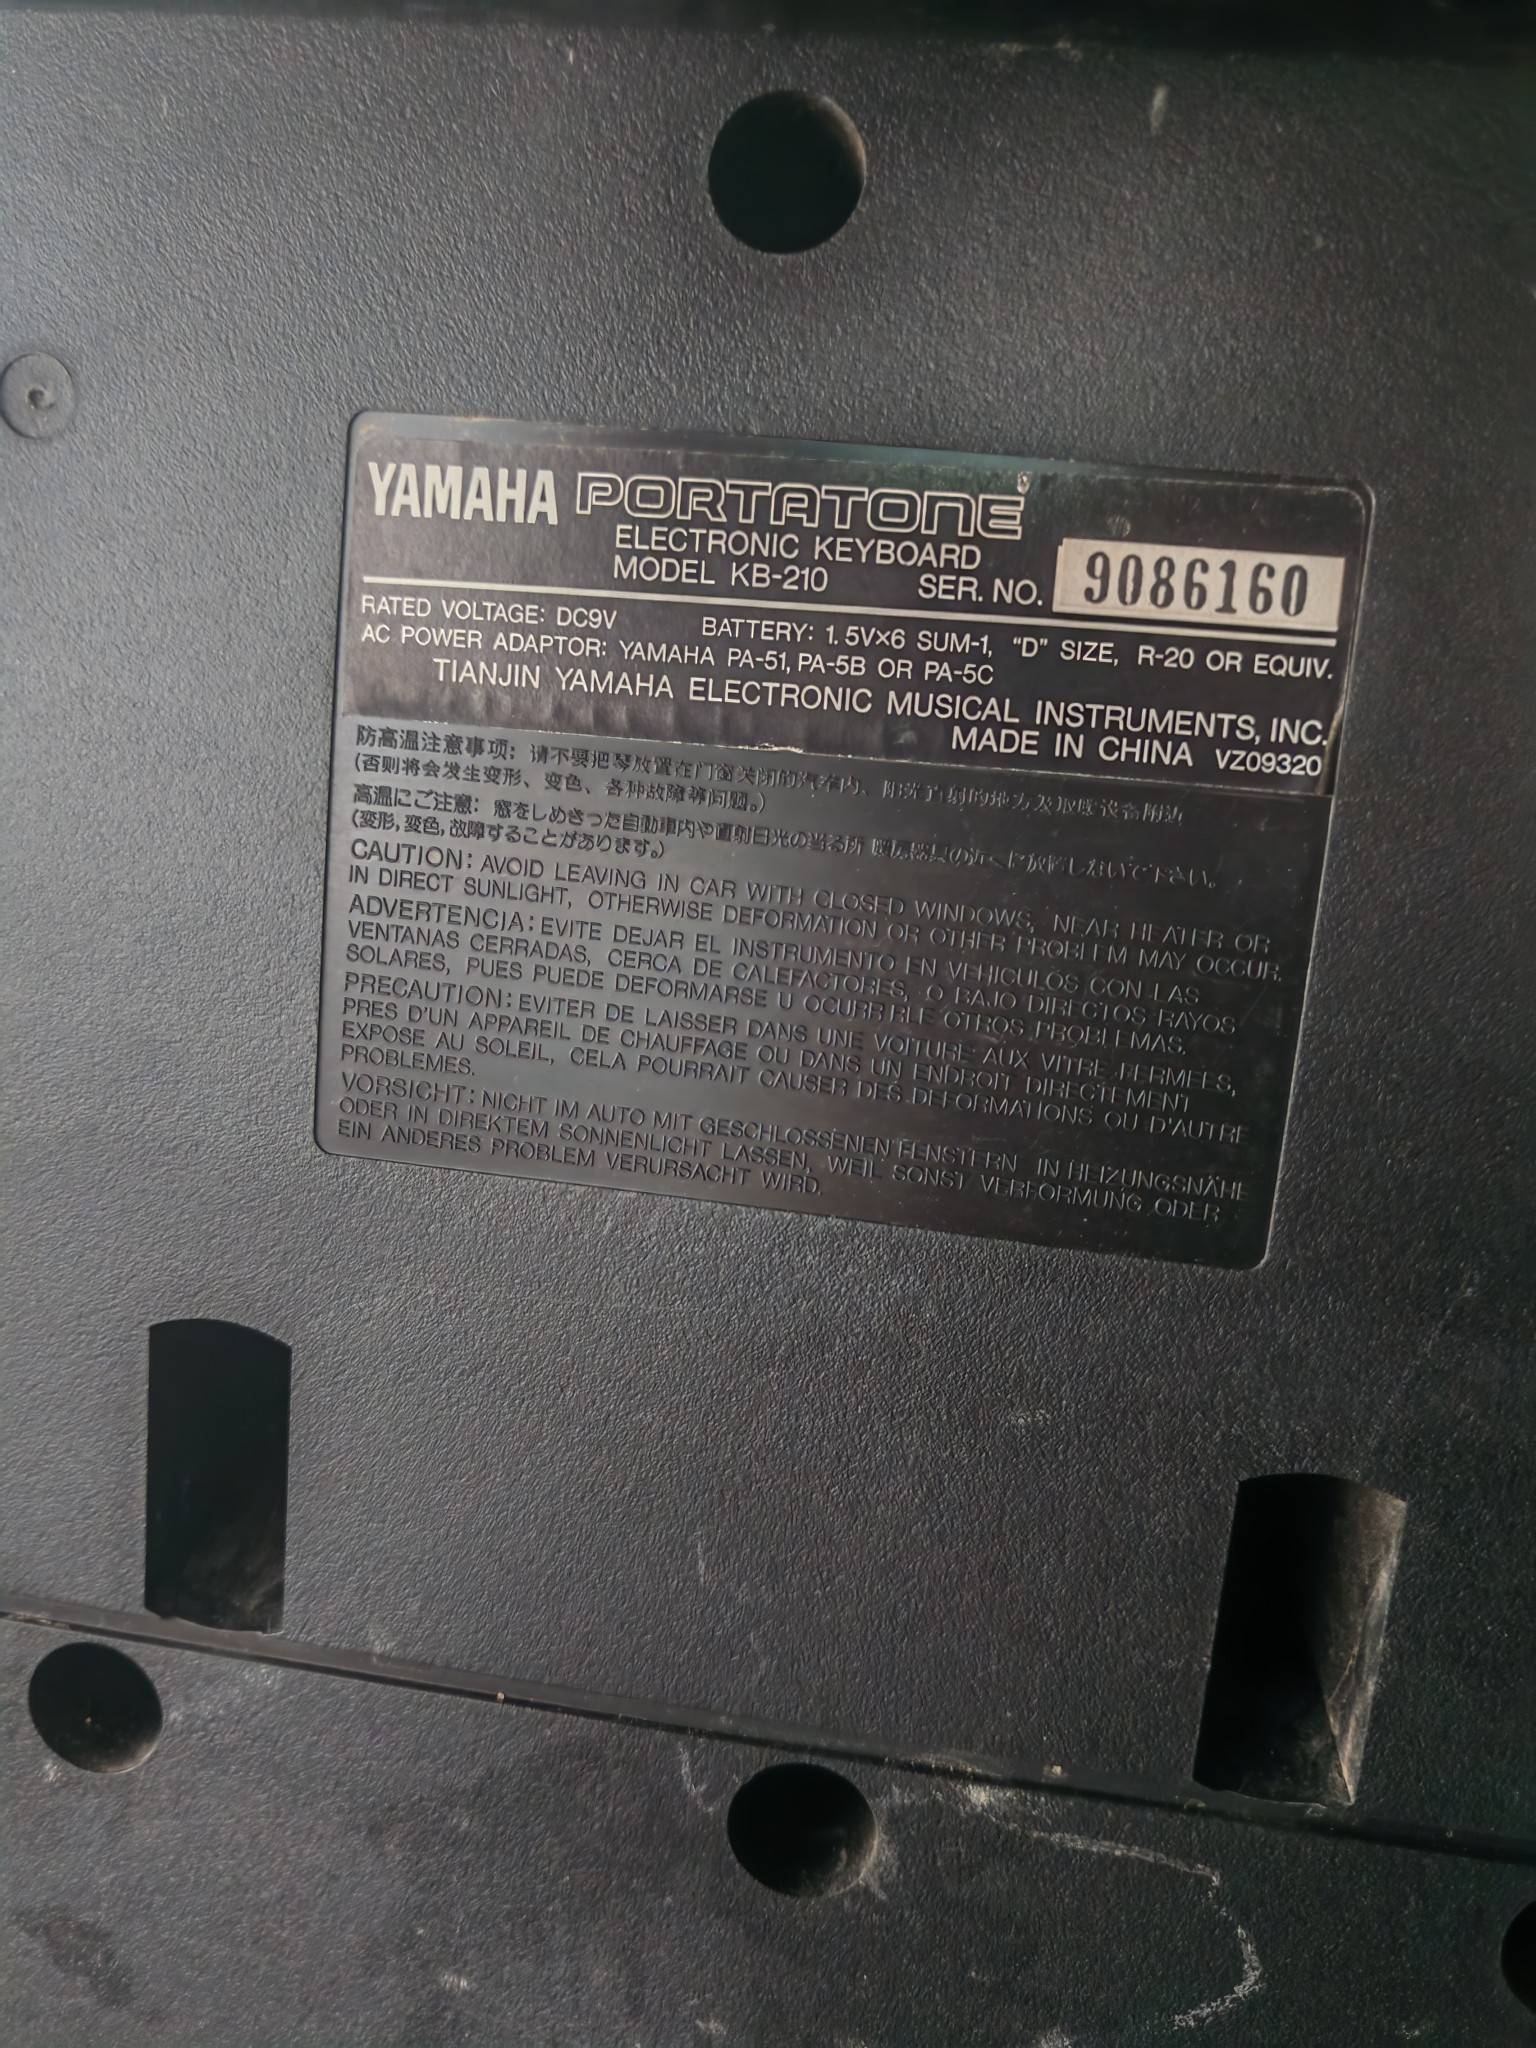 YAMAHA PORTATONE
ELECTRONIC KEYBOARD
MODEL KB-210 SER. NO. 9086160
RATED VOLTAGE: DC9V BATTERY: 1.5V×6 SUM-1, “D” SIZE, R-20 OR EQUIV.
AC POWER ADAPTOR: YAMAHA PA-51, PA-5B OR PA-5C
TIANJIN YAMAHA ELECTRONIC MUSICAL INSTRUMENTS, INC.
MADE IN CHINA VZ09320
防高温注意事项: 请不要把琴放置在门窗关闭的汽车内、
(否则将会发生变形、变色、各种故障等问题。)
高温にご注意: 窓をしめきった自動車内や直射日光の当る所
(変形,変色,故障することがあります。)
CAUTION: AVOID LEAVING IN CAR WITH CLOSED WINDOWS, NEAR HEATER OR
IN DIRECT SUNLIGHT, OTHERWISE DEFORMATION OR OTHER PROBLEM MAY OCCUR.
ADVERTENCIA: EVITE DEJAR EL INSTRUMENTO EN VEHICULOS CON LAS
VENTANAS CERRADAS, CERCA DE CALEFACTORES, O BAJO DIRECTOS RAYOS
SOLARES, PUES PUEDE DEFORMARSE U OCURRIRLE OTROS PROBLEMAS.
PRECAUTION: EVITER DE LAISSER DANS UNE VOITURE AUX VITRE FERMEES,
PRES D'UN APPAREIL DE CHAUFFAGE OU DANS UN ENDROIT DIRECTEMENT
EXPOSE AU SOLEIL, CELA POURRAIT CAUSER DES DEFORMATIONS OU D'AUTRE
PROBLEMES.
VORSICHT: NICHT IM AUTO MIT GESCHLOSSENEN FENSTERN, IN HEIZUNGSNÄHE
ODER IN DIREKTEM SONNENLICHT LASSEN, WEIL SONST VERFORMUNG ODER
EIN ANDERES PROBLEM VERURSACHT WIRD.